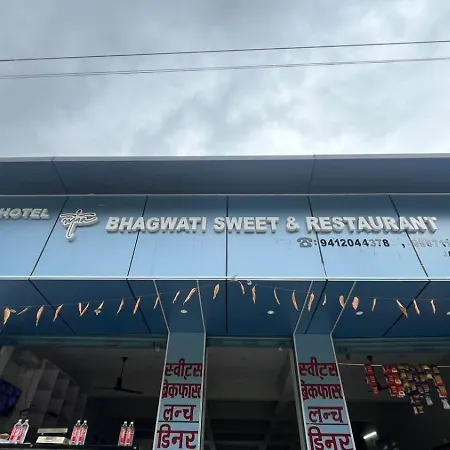 HOTEL BHAGWATI SWEET & RESTAURANT
☎:9412044378 ,
स्वीट्स
ब्रेकफास्ट
लन्च
डिनर
स्वीट्स
ब्रेकफास्ट
लन्च
डिनर